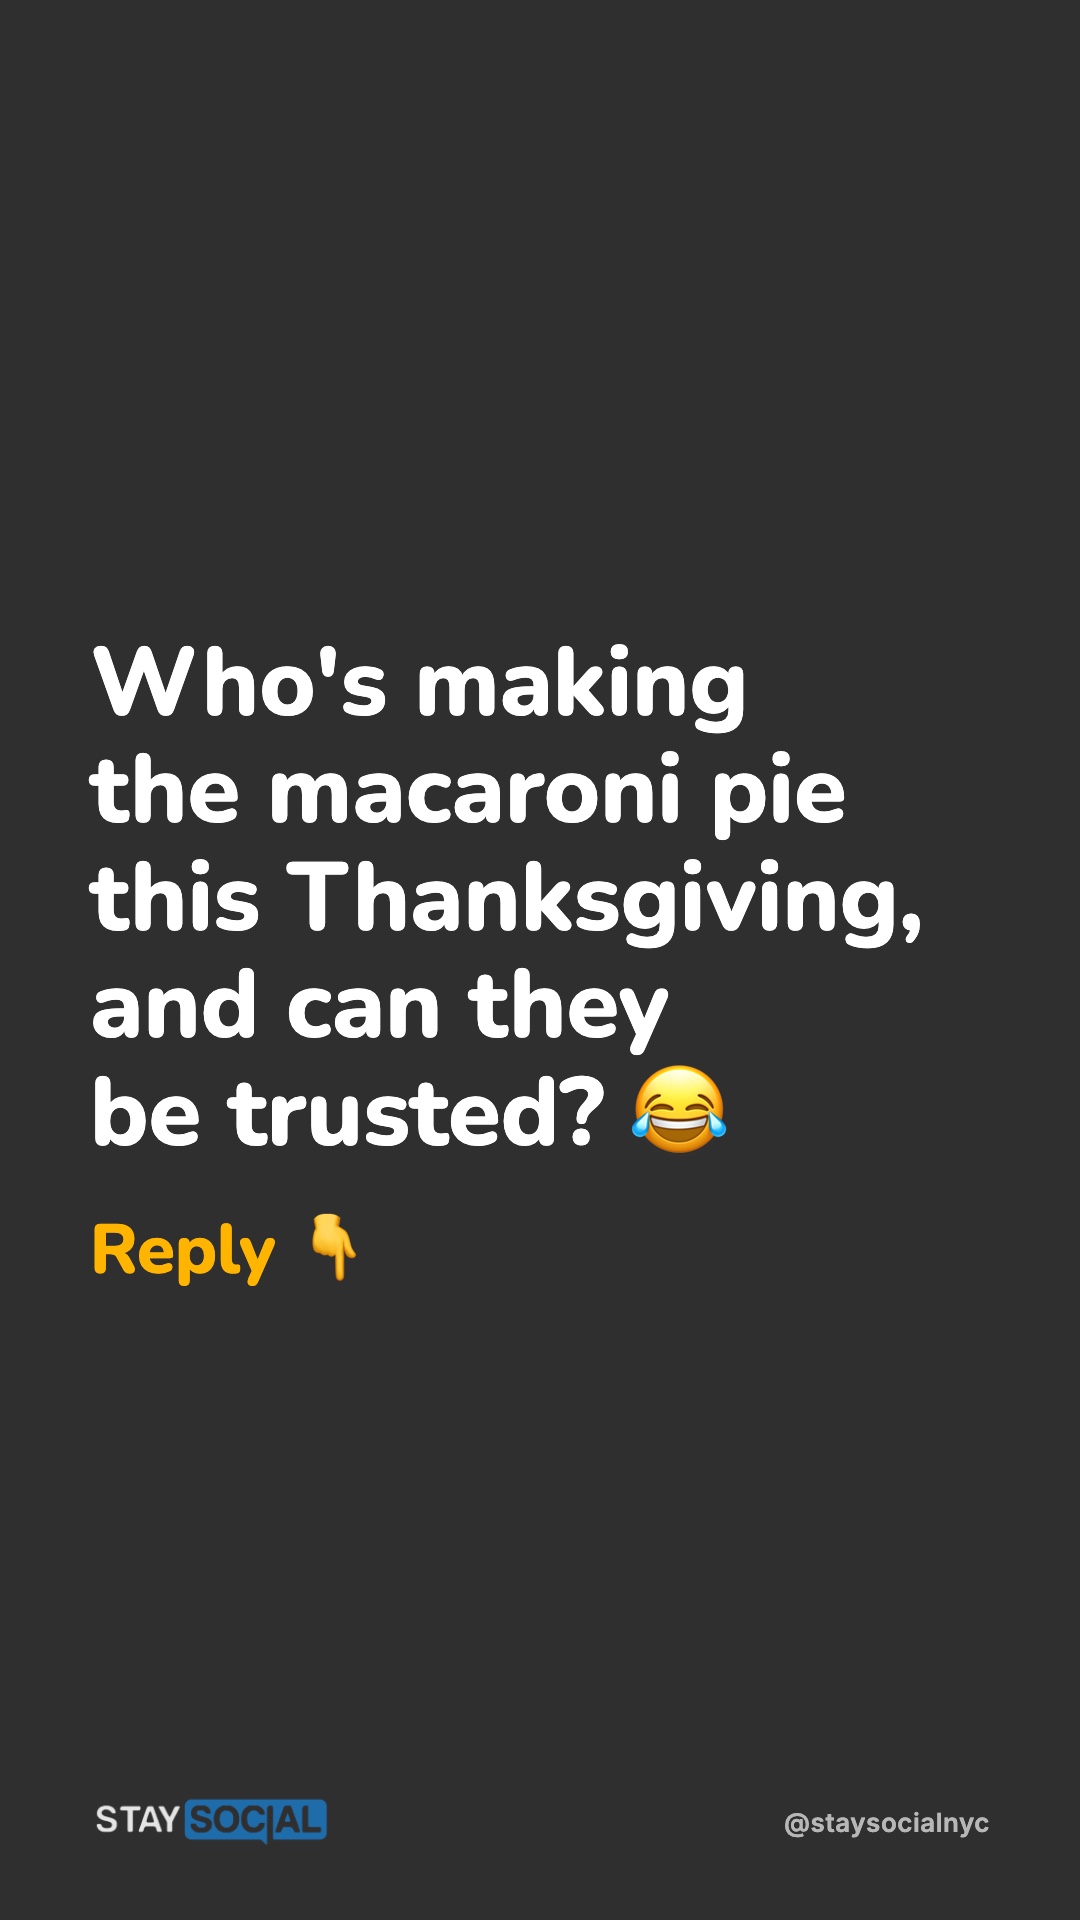 Who's making
the macaroni pie
this Thanksgiving,
and can they
be trusted? 😂
Reply 👇
STAY SOCIAL
@staysocialnyc